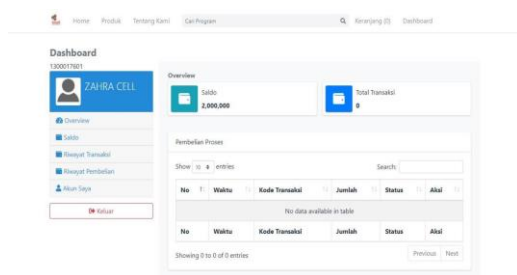 Home Produk Tentang Kami Cari Program Keranjang (0) Dashboard
Dashboard
1300017601
ZAHRA CELL
Overview
Saldo
Riwayat Transaksi
Riwayat Pembelian
Akun Saya
Keluar
Overview
Saldo
2,000,000
Total Transaksi
0
Pembelian Proses
Show 10 entries Search:
No Waktu Kode Transaksi Jumlah Status Aksi
No data available in table
No Waktu Kode Transaksi Jumlah Status Aksi
Showing 0 to 0 of 0 entries Previous Next